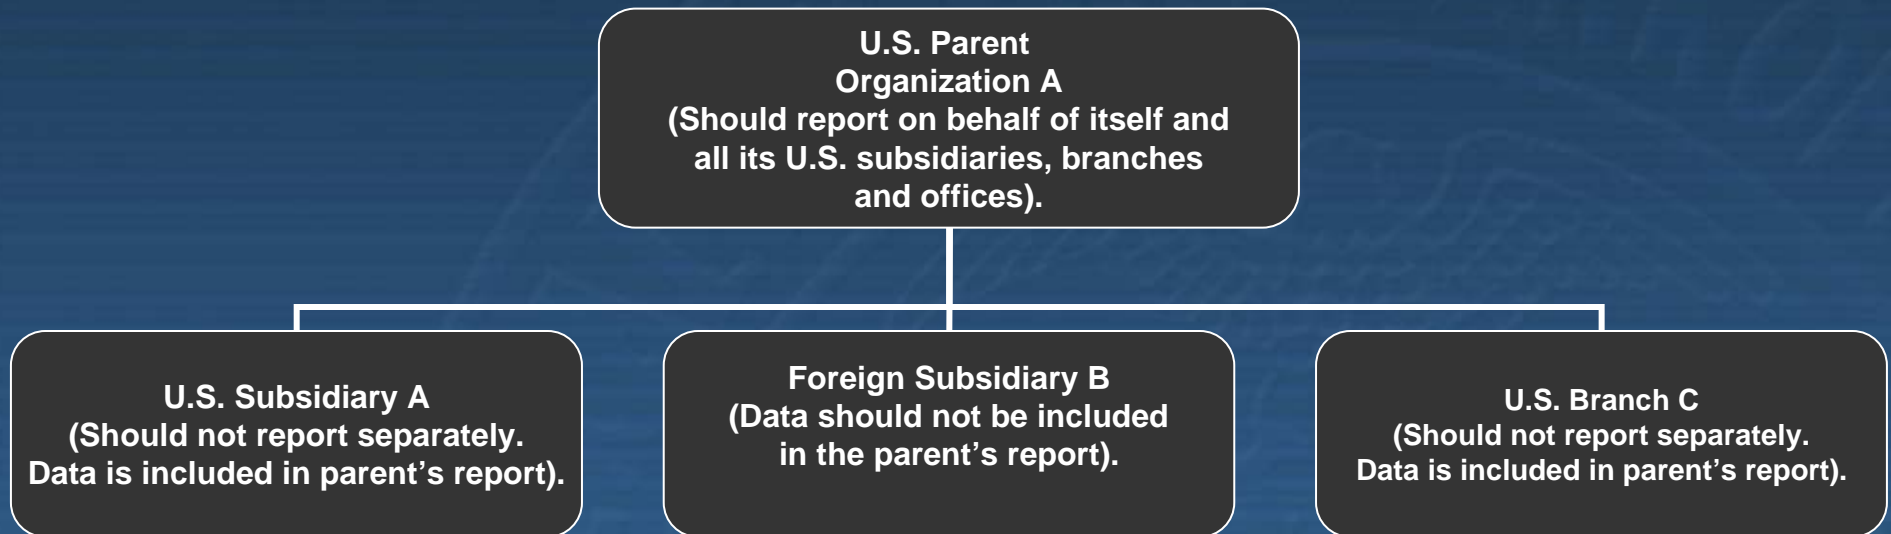 U.S. Parent
Organization A
(Should report on behalf of itself and
all its U.S. subsidiaries, branches
and offices).
U.S. Subsidiary A
(Should not report separately.
Data is included in parent’s report).
Foreign Subsidiary B
(Data should not be included
in the parent’s report).
U.S. Branch C
(Should not report separately.
Data is included in parent’s report).